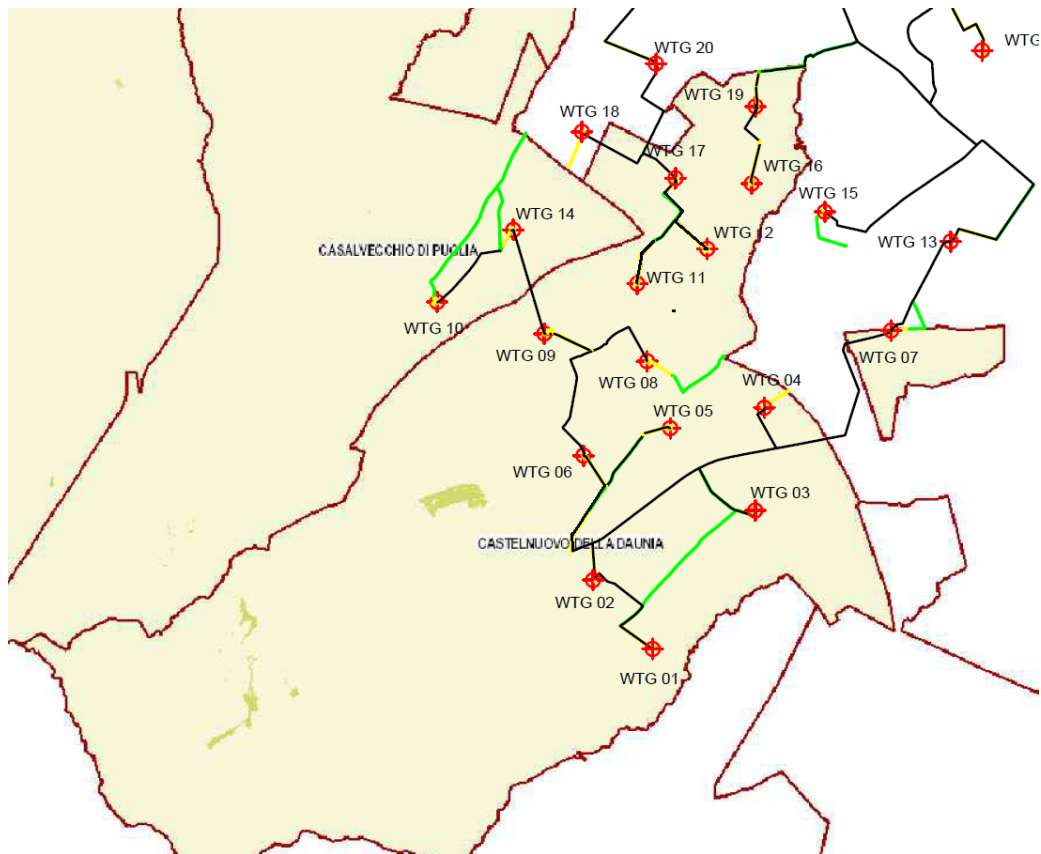 WTG
WTG 20
WTG 19
WTG 18
WTG 17
WTG 16
WTG 15
WTG 14
WTG 12
WTG 13
CASALVECCHIO DI PUGLIA
WTG 11
WTG 10
WTG 09
WTG 07
WTG 08
WTG 04
WTG 05
WTG 06
WTG 03
CASTELNUOVO DELLA DAUNIA
WTG 02
WTG 01